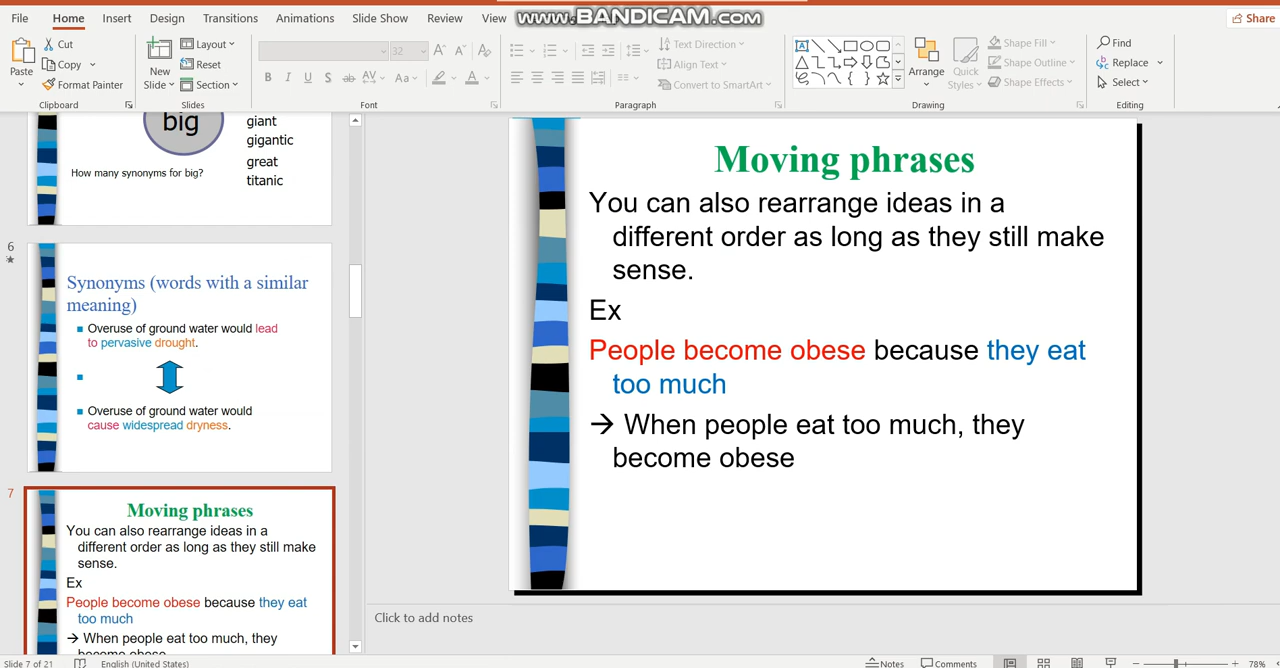 www.BANDICAM.com
File Home Insert Design Transitions Animations Slide Show Review View
Share
Paste
Cut
Copy
Format Painter
Clipboard
New
Slide
Layout
Reset
Section
Slides
32
B I U S ab AV Aa A
Font
Text Direction
Align Text
Convert to SmartArt
Paragraph
Arrange
Quick
Styles
Shape Fill
Shape Outline
Shape Effects
Drawing
Find
Replace
Select
Editing
big
giant
gigantic
great
titanic
How many synonyms for big?
6
Synonyms (words with a similar
meaning)
Overuse of ground water would lead
to pervasive drought.
Overuse of ground water would
cause widespread dryness.
7
Moving phrases
You can also rearrange ideas in a
different order as long as they still make
sense.
Ex
People become obese because they eat
too much
→ When people eat too much, they
become obese
Moving phrases
You can also rearrange ideas in a
different order as long as they still make
sense.
Ex
People become obese because they eat
too much
→ When people eat too much, they
become obese
Click to add notes
Slide 7 of 21 English (United States) Notes Comments 78%